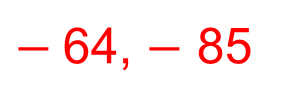 – 64, – 85